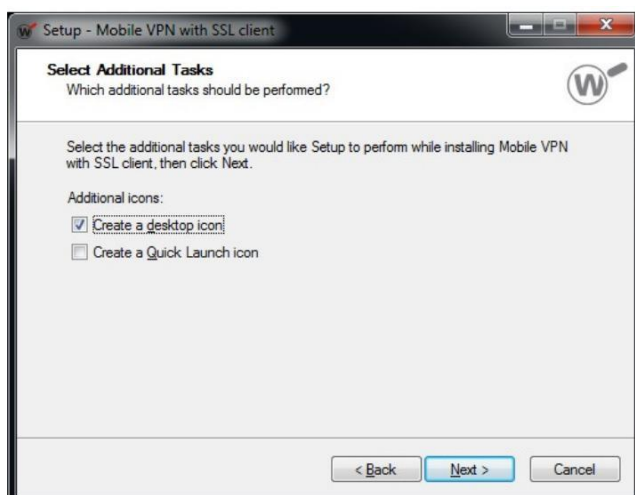 Setup - Mobile VPN with SSL client
Select Additional Tasks
Which additional tasks should be performed?
W
Select the additional tasks you would like Setup to perform while installing Mobile VPN
with SSL client, then click Next.
Additional icons:
Create a desktop icon
Create a Quick Launch icon
< Back
Next >
Cancel